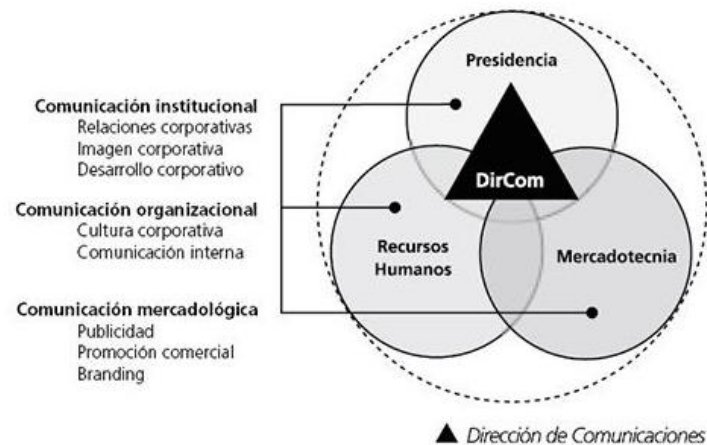 Comunicación institucional
Relaciones corporativas
Imagen corporativa
Desarrollo corporativo
Comunicación organizacional
Cultura corporativa
Comunicación interna
Comunicación mercadológica
Publicidad
Promoción comercial
Branding
Presidencia
DirCom
Recursos
Humanos
Mercadotecnia
Dirección de Comunicaciones